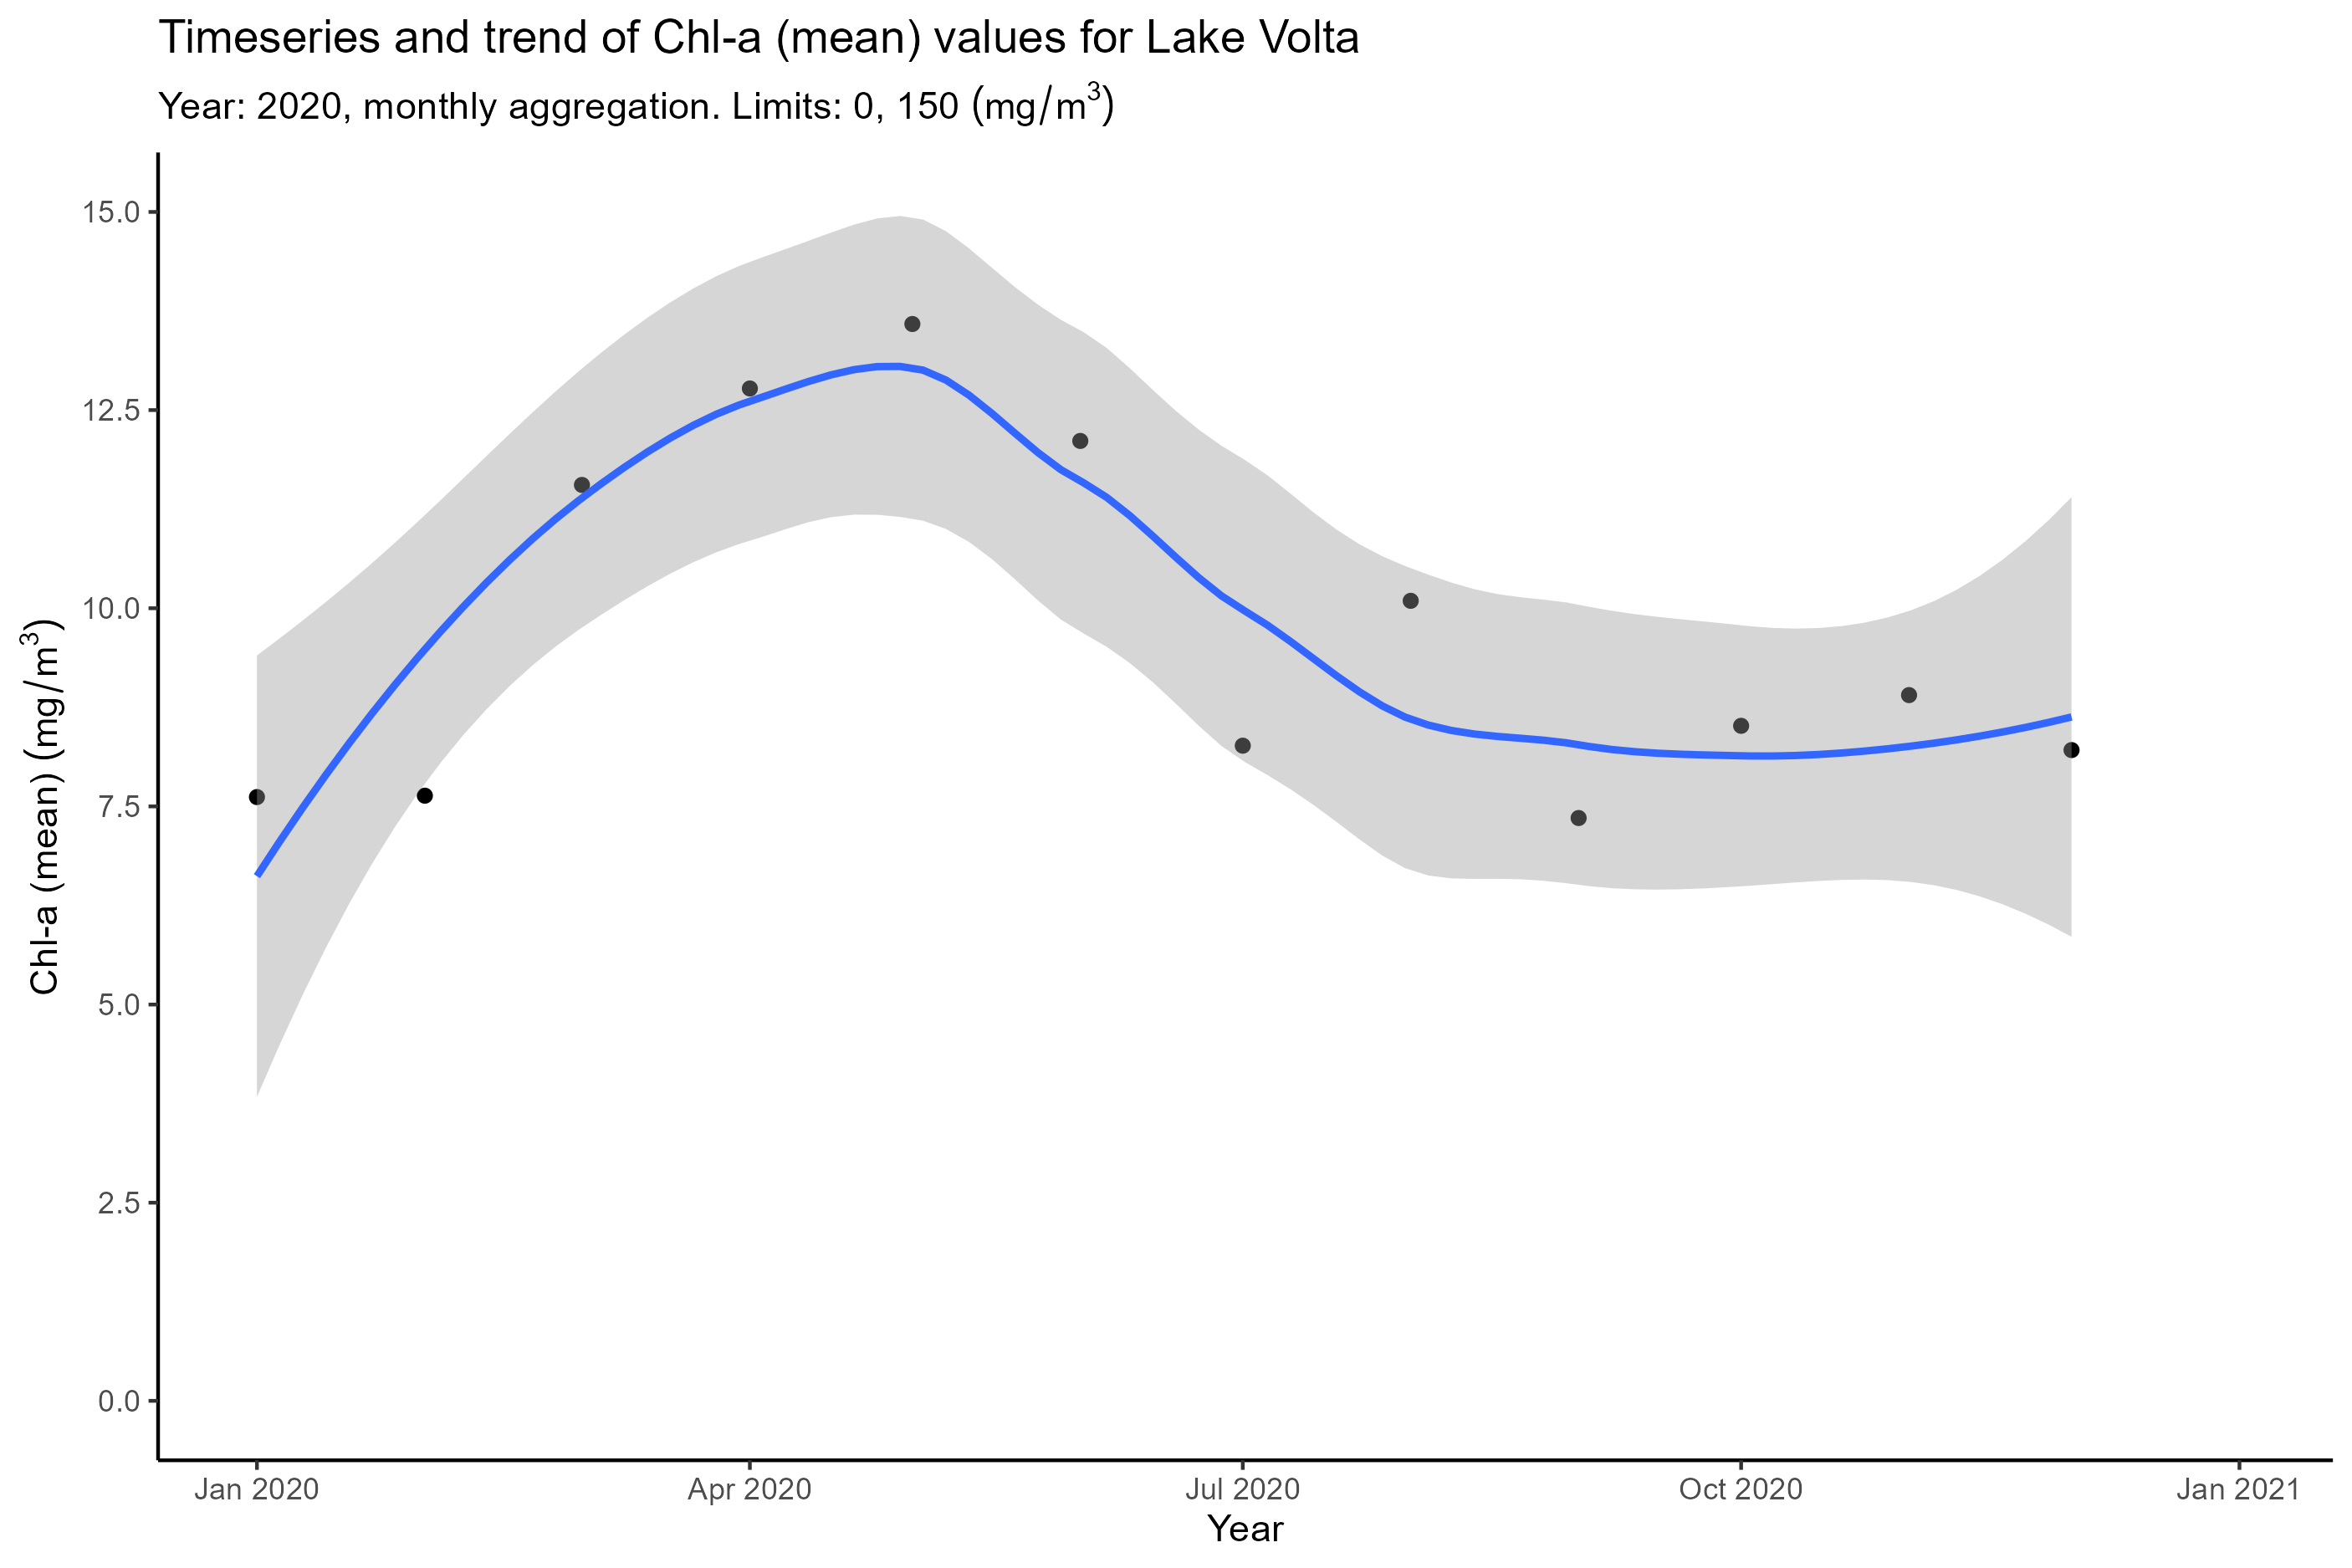 Timeseries and trend of Chl-a (mean) values for Lake Volta
Year: 2020, monthly aggregation. Limits: 0, 150 (mg/m³)
Chl-a (mean) (mg/m³)
15.0
12.5
10.0
7.5
5.0
2.5
0.0
Jan 2020 Apr 2020 Jul 2020 Oct 2020 Jan 2021
Year